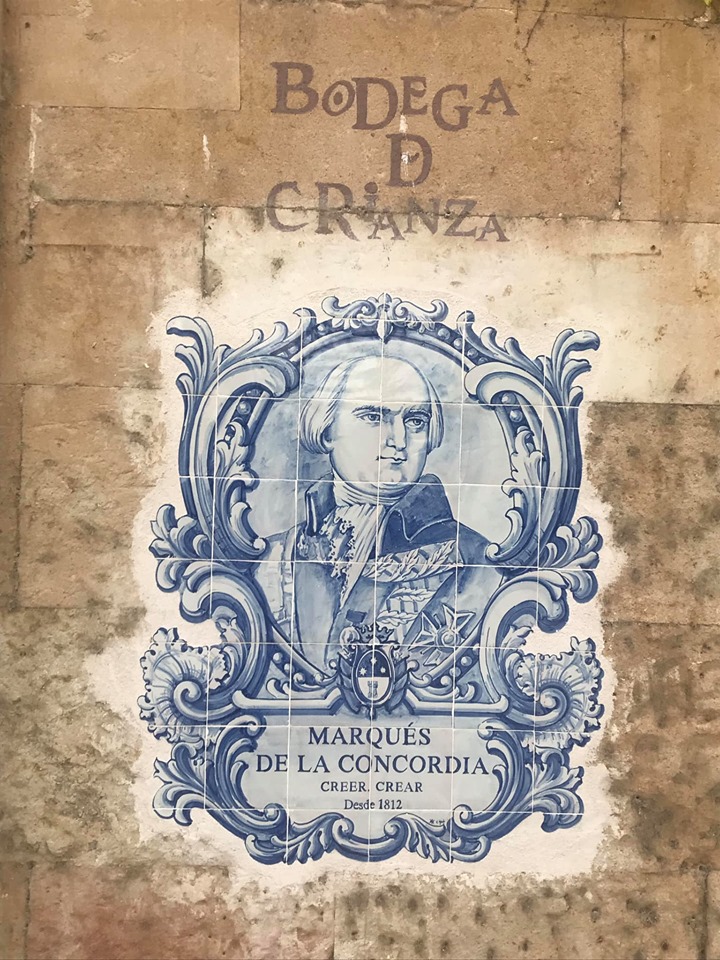 BODEGA
D
CRiANZA
MARQUÉS
DE LA CONCORDIA
CREER. CREAR
Desde 1812